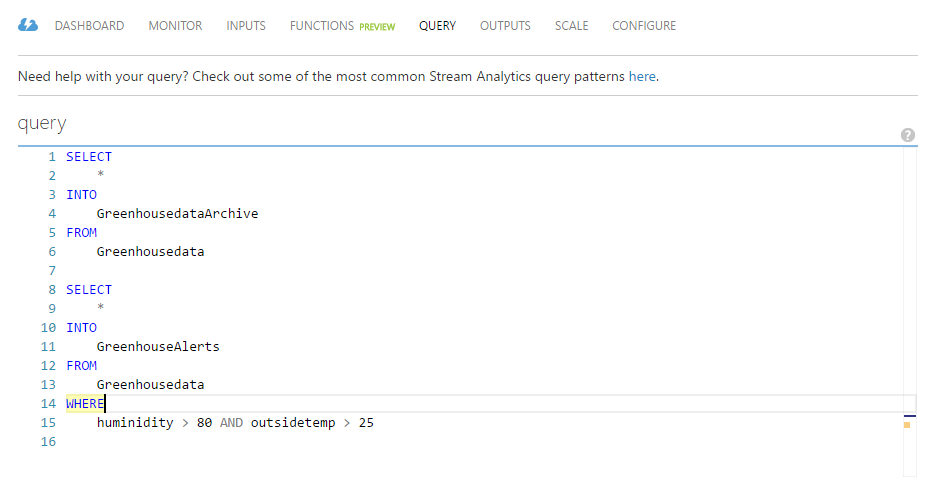 DASHBOARD MONITOR INPUTS FUNCTIONS PREVIEW QUERY OUTPUTS SCALE CONFIGURE
Need help with your query? Check out some of the most common Stream Analytics query patterns here.
query
?
1 SELECT
2 *
3 INTO
4 GreenhousedataArchive
5 FROM
6 Greenhousedata
7
8 SELECT
9 *
10 INTO
11 GreenhouseAlerts
12 FROM
13 Greenhousedata
14 WHERE
15 huminidity > 80 AND outsidetemp > 25
16